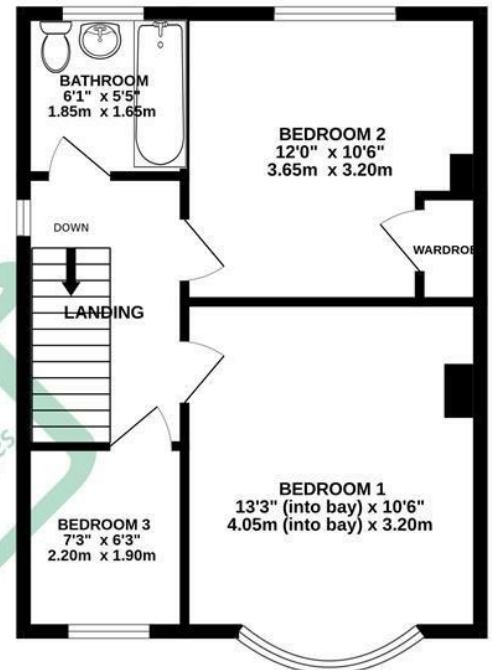 BATHROOM
6'1" x 5'5"
1.85m x 1.65m
BEDROOM 2
12'0" x 10'6"
3.65m x 3.20m
WARDROBE
DOWN
LANDING
BEDROOM 1
13'3" (into bay) x 10'6"
4.05m (into bay) x 3.20m
BEDROOM 3
7'3" x 6'3"
2.20m x 1.90m